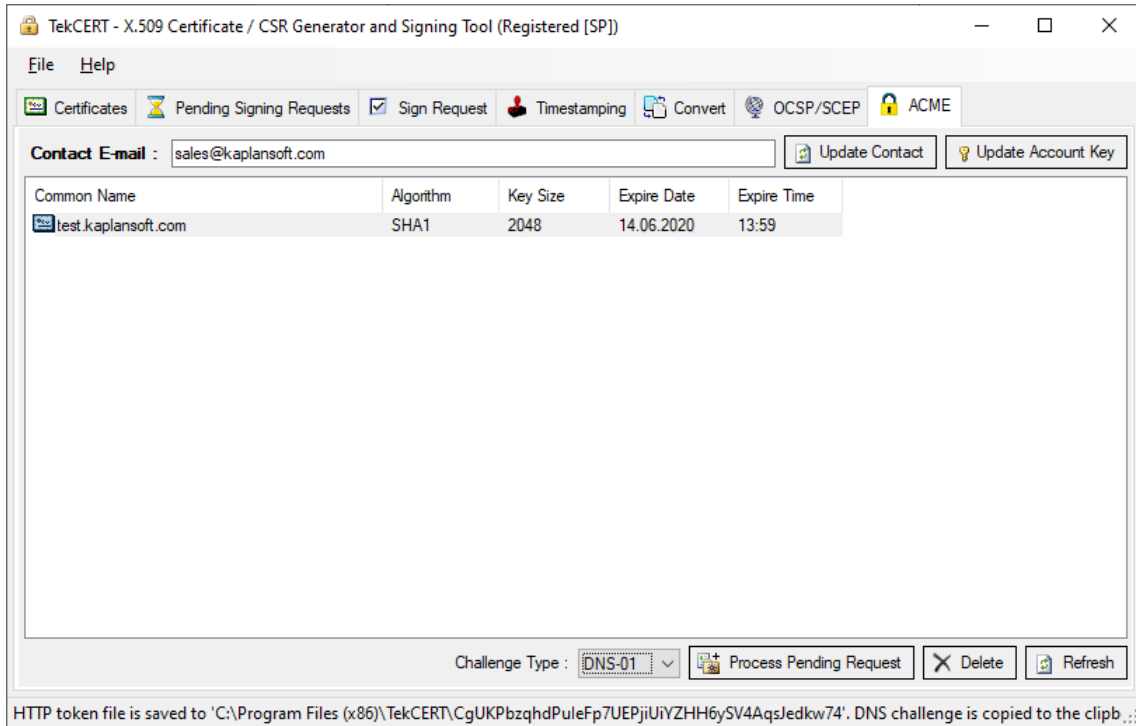 TekCERT - X.509 Certificate / CSR Generator and Signing Tool (Registered [SP])
File Help
Certificates Pending Signing Requests Sign Request Timestamping Convert OCSP/SCEP ACME
Contact E-mail : sales@kaplansoft.com Update Contact Update Account Key
Common Name Algorithm Key Size Expire Date Expire Time
test.kaplansoft.com SHA1 2048 14.06.2020 13:59
Challenge Type : DNS-01 Process Pending Request Delete Refresh
HTTP token file is saved to 'C:\Program Files (x86)\TekCERT\CgUKPbzqhdPuleFp7UEPjiUiYZHH6ySV4AqsJedkw74'. DNS challenge is copied to the clipb